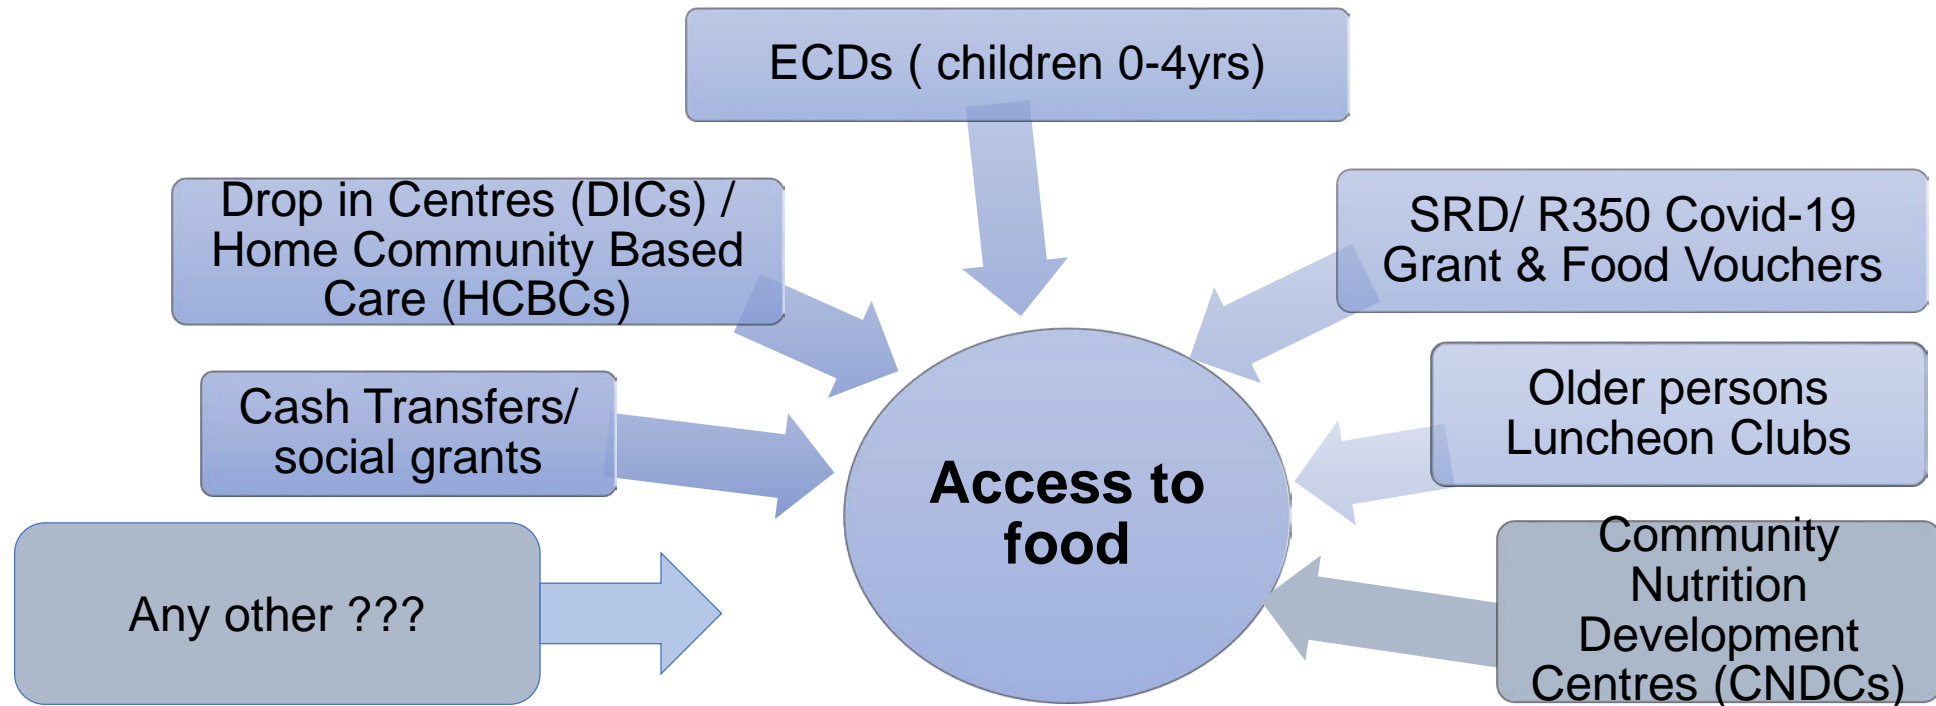 ECDs ( children 0-4yrs)
Drop in Centres (DICs) /
Home Community Based
Care (HCBCs)
SRD/ R350 Covid-19
Grant & Food Vouchers
Cash Transfers/
social grants
Older persons
Luncheon Clubs
Access to
food
Any other ???
Community
Nutrition
Development
Centres (CNDCs)